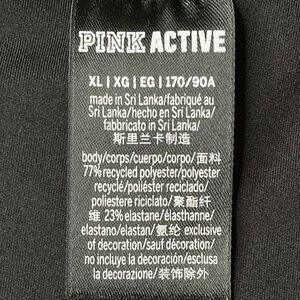 PINK ACTIVE
XL | XG | EG | 170/90A
made in Sri Lanka/fabriqué au
Sri Lanka/hecho en Sri Lanka/
fabbricato in Sri Lanka/
斯里兰卡制造
body/corps/cuerpo/corpo/面料
77% recycled polyester/polyester
recyclé/poliéster reciclado/
poliestere riciclato/聚酯纤
维 23% elastane/élasthanne/
elastano/elastan/氨纶 exclusive
of decoration/sauf décoration/
no incluye la decoración/esclusa
la decorazione/装饰除外